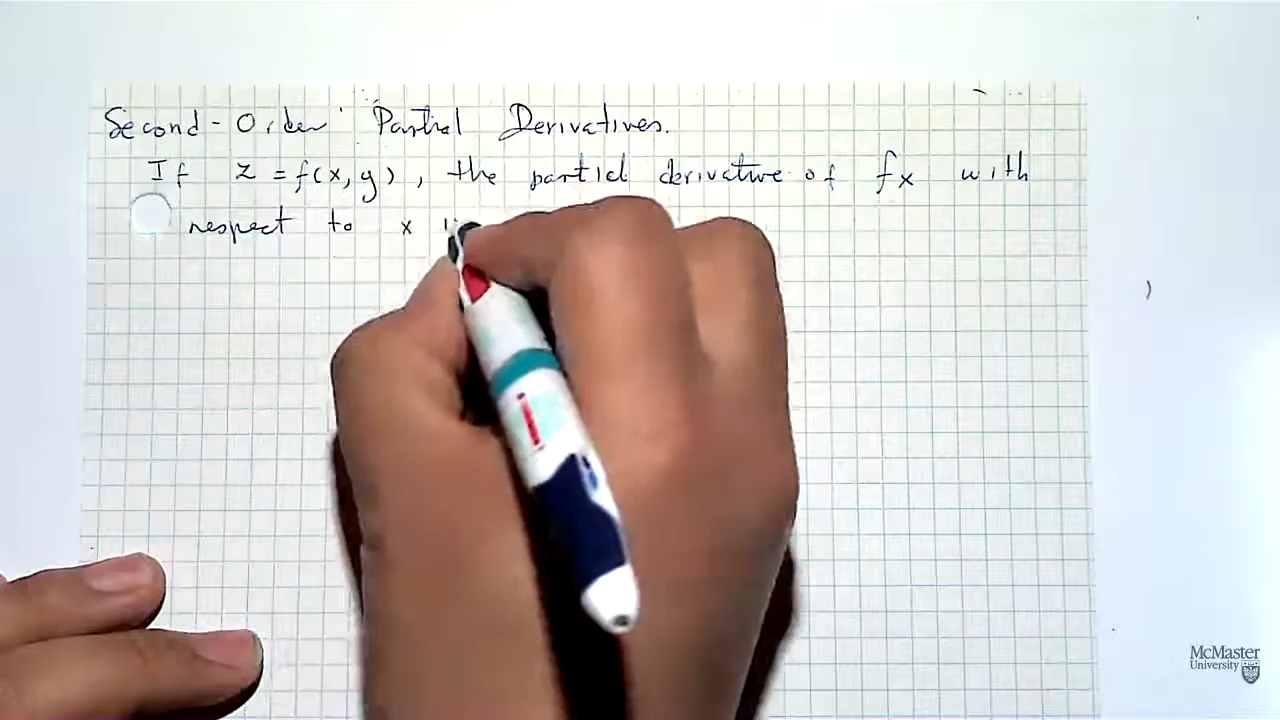 Second-Order Partial Derivatives.
If z = f(x, y), the partial derivative of fx with
respect to x
McMaster
University